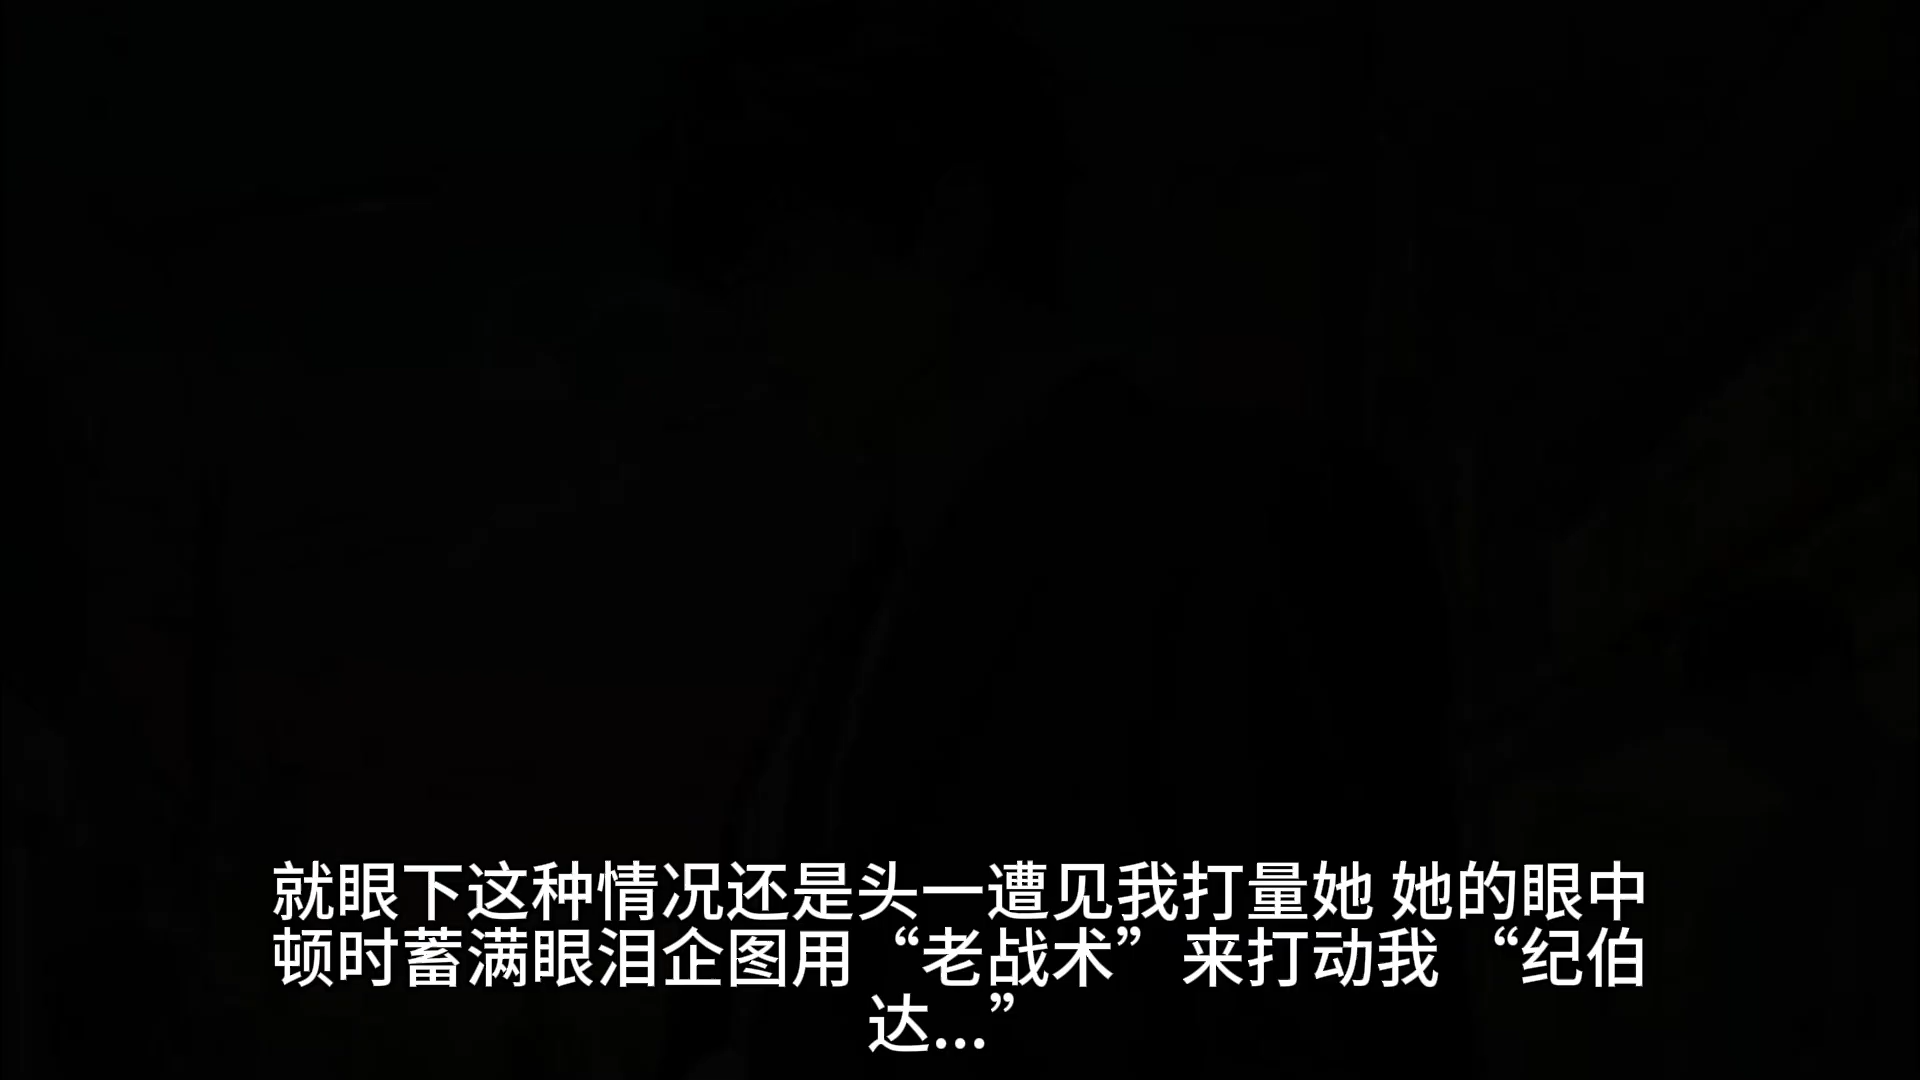 就眼下这种情况还是头一遭见我打量她 她的眼中
顿时蓄满眼泪企图用“老战术”来打动我 “纪伯
达...”